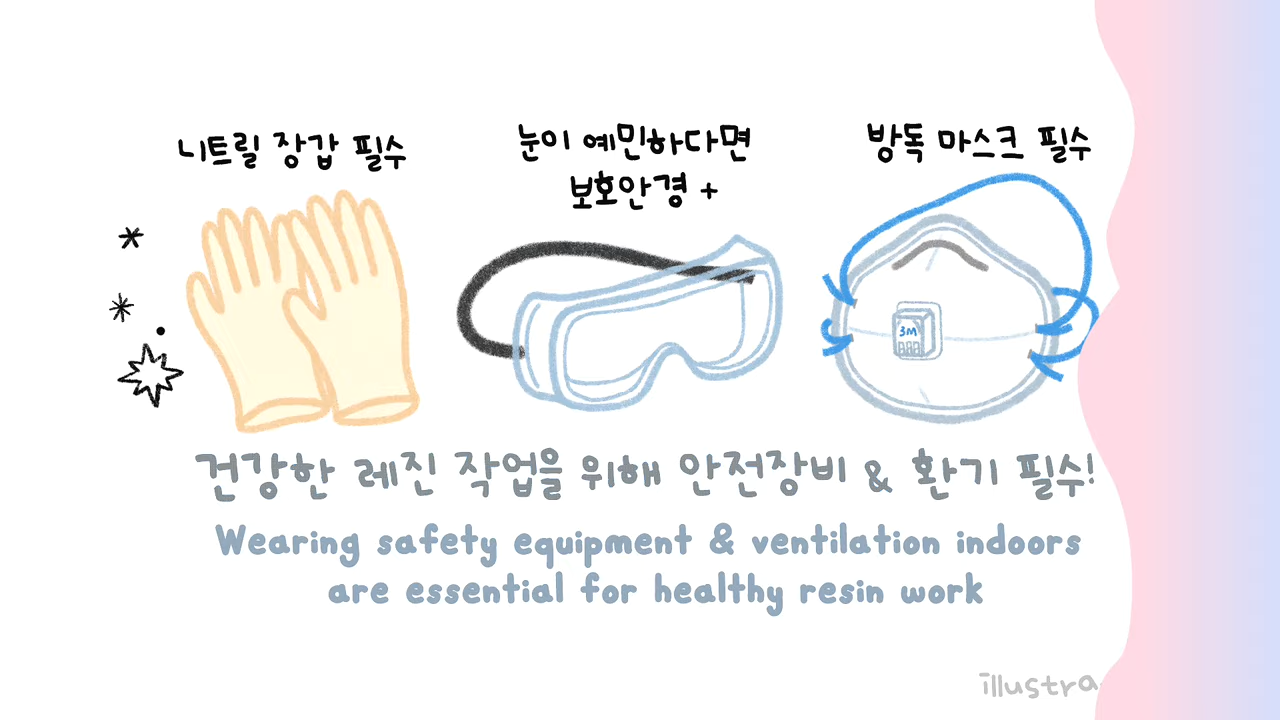 니트릴 장갑 필수
눈이 예민하다면
보호안경 +
방독 마스크 필수
3M
건강한 레진 작업을 위해 안전장비 & 환기 필수!
Wearing safety equipment & ventilation indoors
are essential for healthy resin work
illustra